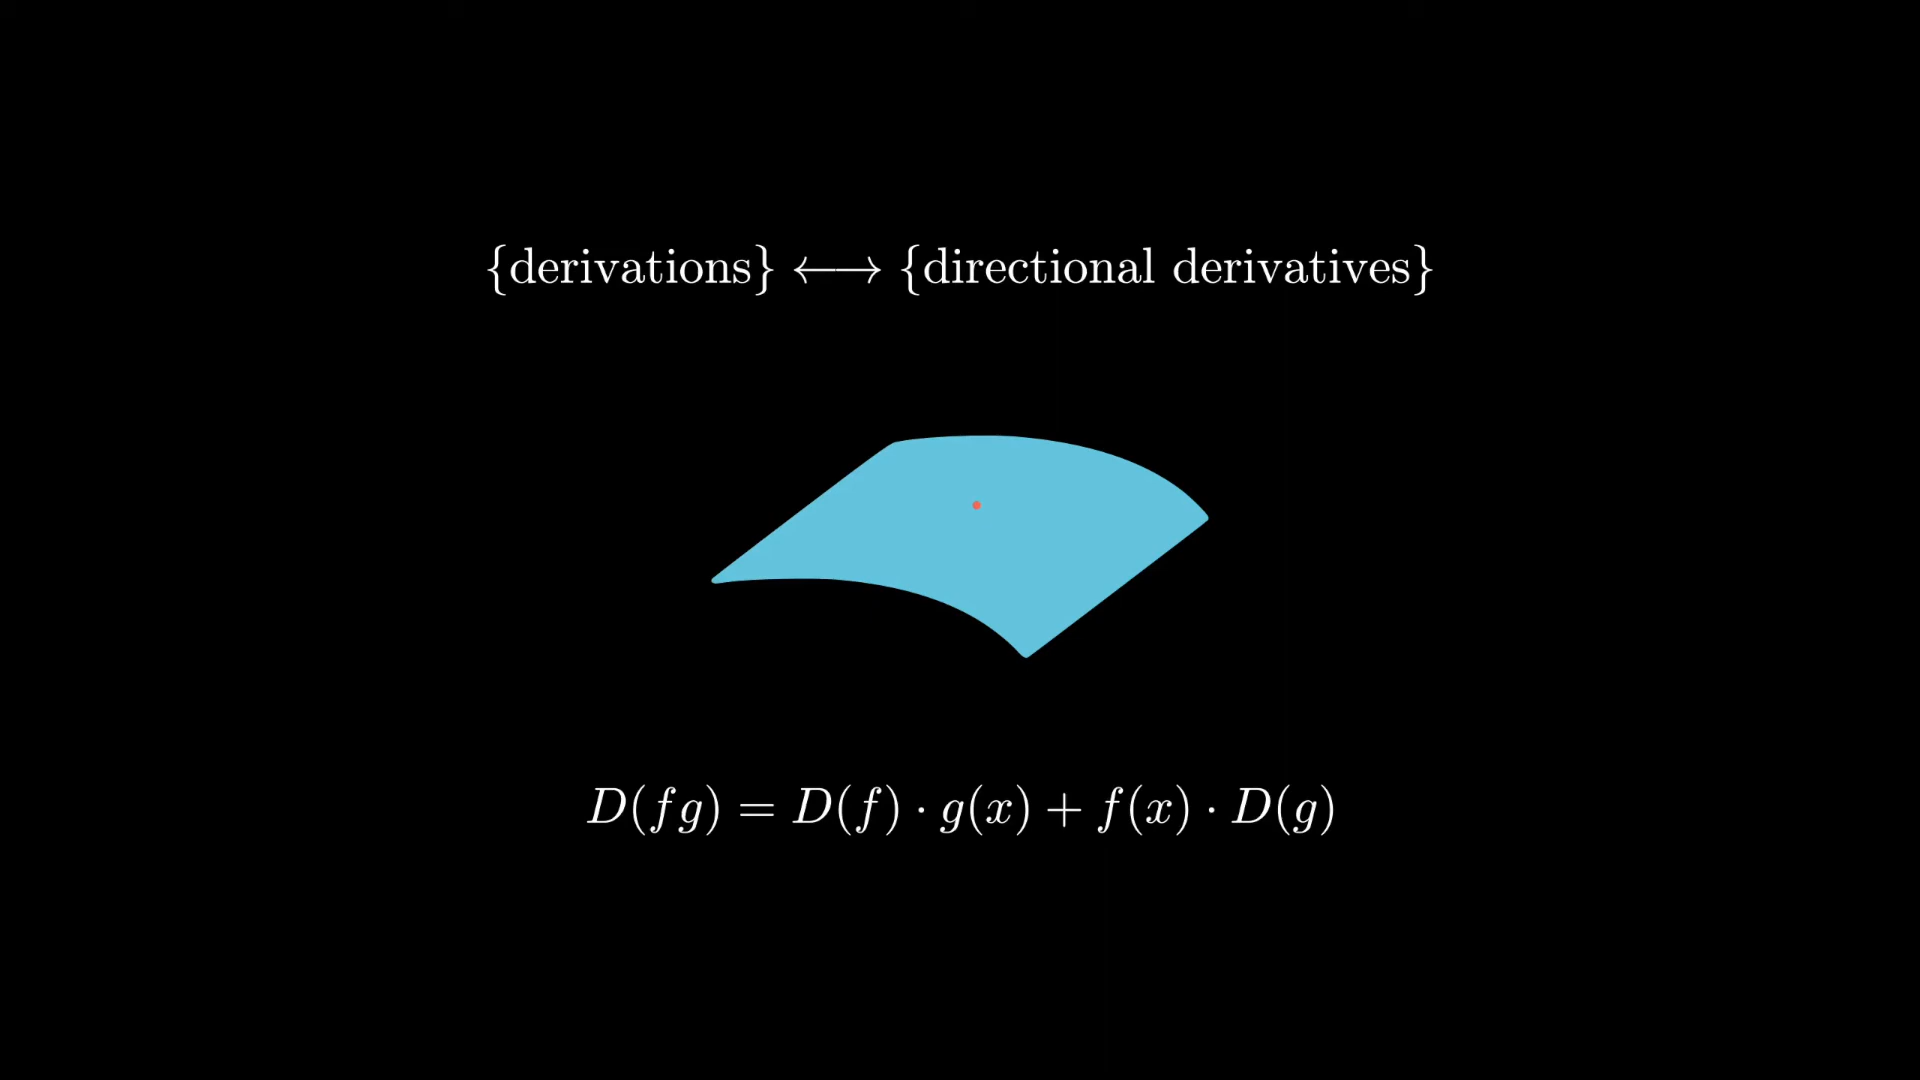 {derivations} ⟷ {directional derivatives}
D(fg) = D(f) · g(x) + f(x) · D(g)